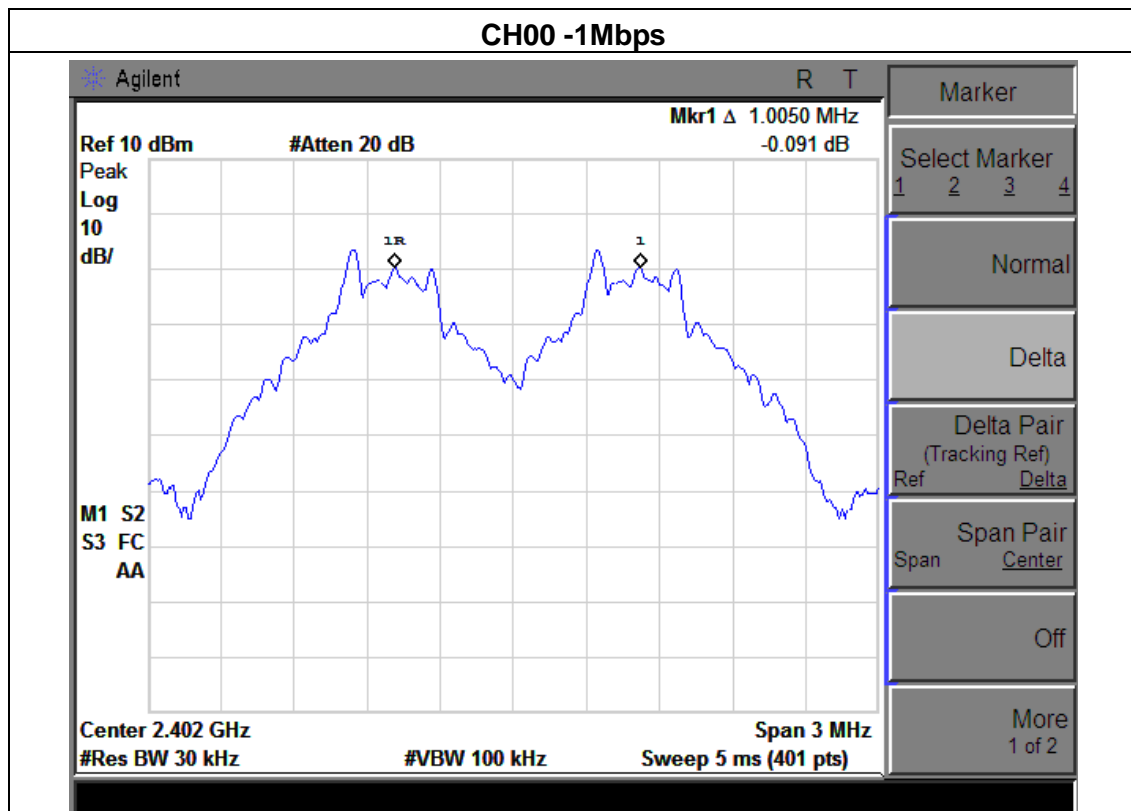 CH00 -1Mbps
Agilent
R T
Mkr1 Δ 1.0050 MHz
Ref 10 dBm #Atten 20 dB -0.091 dB
Peak
Log
10
dB/
1R
1
M1 S2
S3 FC
AA
Center 2.402 GHz Span 3 MHz
#Res BW 30 kHz #VBW 100 kHz Sweep 5 ms (401 pts)
Marker
Select Marker
1 2 3 4
Normal
Delta
Delta Pair
(Tracking Ref)
Ref Delta
Span Pair
Span Center
Off
More
1 of 2